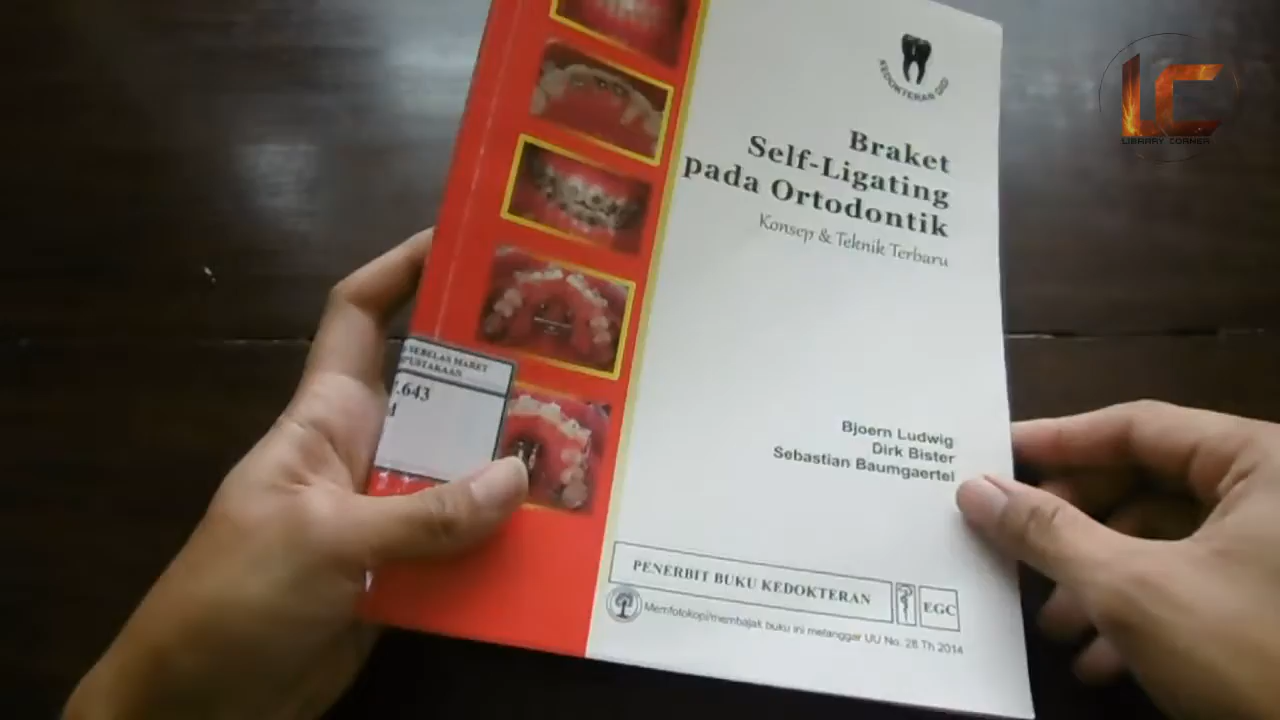 KEDOKTERAN GIGI
Braket
Self-Ligating
pada Ortodontik
Konsep & Teknik Terbaru
Bjoern Ludwig
Dirk Bister
Sebastian Baumgaertel
PENERBIT BUKU KEDOKTERAN
EGC
Memfotokopi/membajak buku ini melanggar UU No. 28 Th 2014
SEBELAS MARET
.643
LC
LIBRARY CORNER